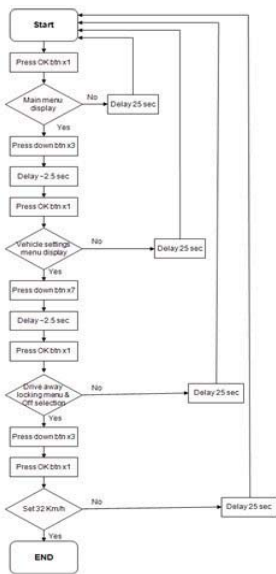 Start
Press OK btn x1
Main menu
display
No
Delay 25 sec
Yes
Press down btn x3
Delay ~2.5 sec
Press OK btn x1
Vehicle settings
menu display
No
Delay 25 sec
Yes
Press down btn x7
Delay ~2.5 sec
Press OK btn x1
Drive away
locking menu &
Off selection
No
Delay 25 sec
Yes
Press down btn x3
Press OK btn x1
Set 32 Km/h
No
Delay 25 sec
Yes
END